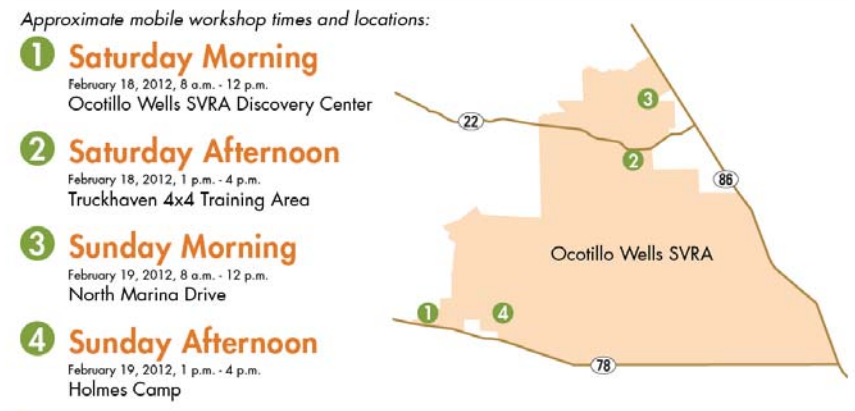 Approximate mobile workshop times and locations:
1 Saturday Morning
February 18, 2012, 8 a.m. - 12 p.m.
Ocotillo Wells SVRA Discovery Center
2 Saturday Afternoon
February 18, 2012, 1 p.m. - 4 p.m.
Truckhaven 4x4 Training Area
3 Sunday Morning
February 19, 2012, 8 a.m. - 12 p.m.
North Marina Drive
4 Sunday Afternoon
February 19, 2012, 1 p.m. - 4 p.m.
Holmes Camp
3
22
2
86
Ocotillo Wells SVRA
1
4
78